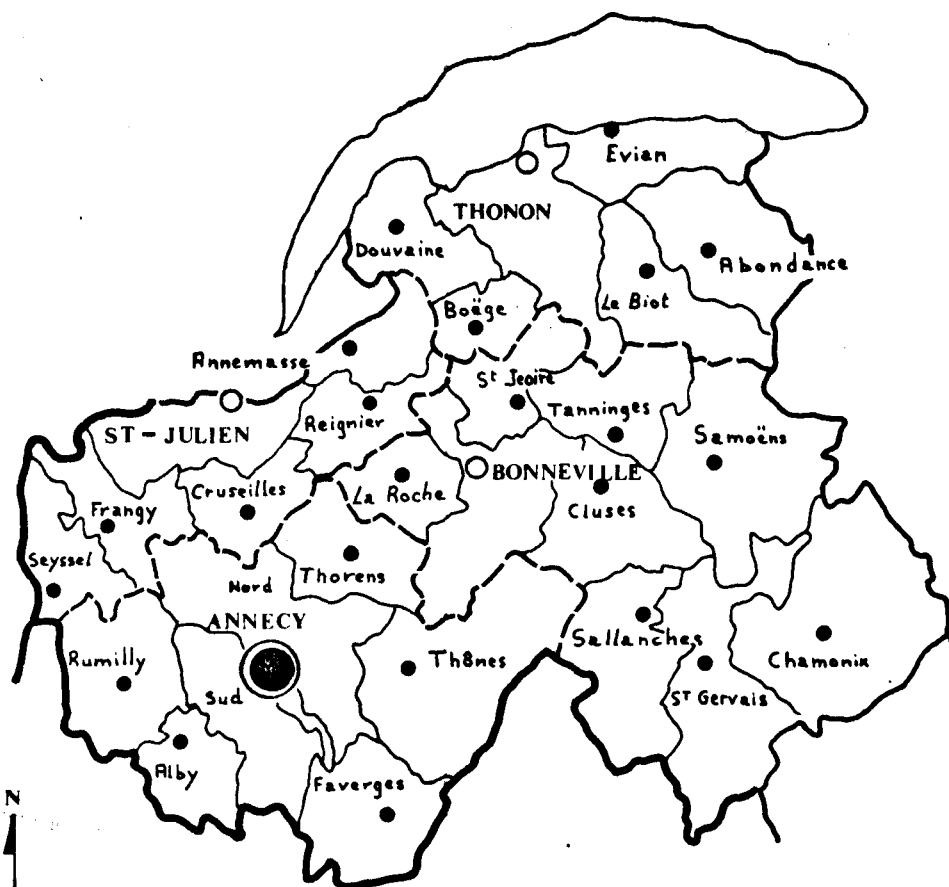 Evian
THONON
Douvaine
Abondance
Le Biot
Boëge
Annemasse
St Jeoire
Tanninges
Reignier
ST-JULIEN
Samoëns
BONNEVILLE
La Roche
Cruseilles
Cluses
Frangy
Seyssel
Thorens
Nord
ANNECY
Sallanches
Thônes
Rumilly
Chamonix
Sud
ST Gervais
Alby
Faverges
N